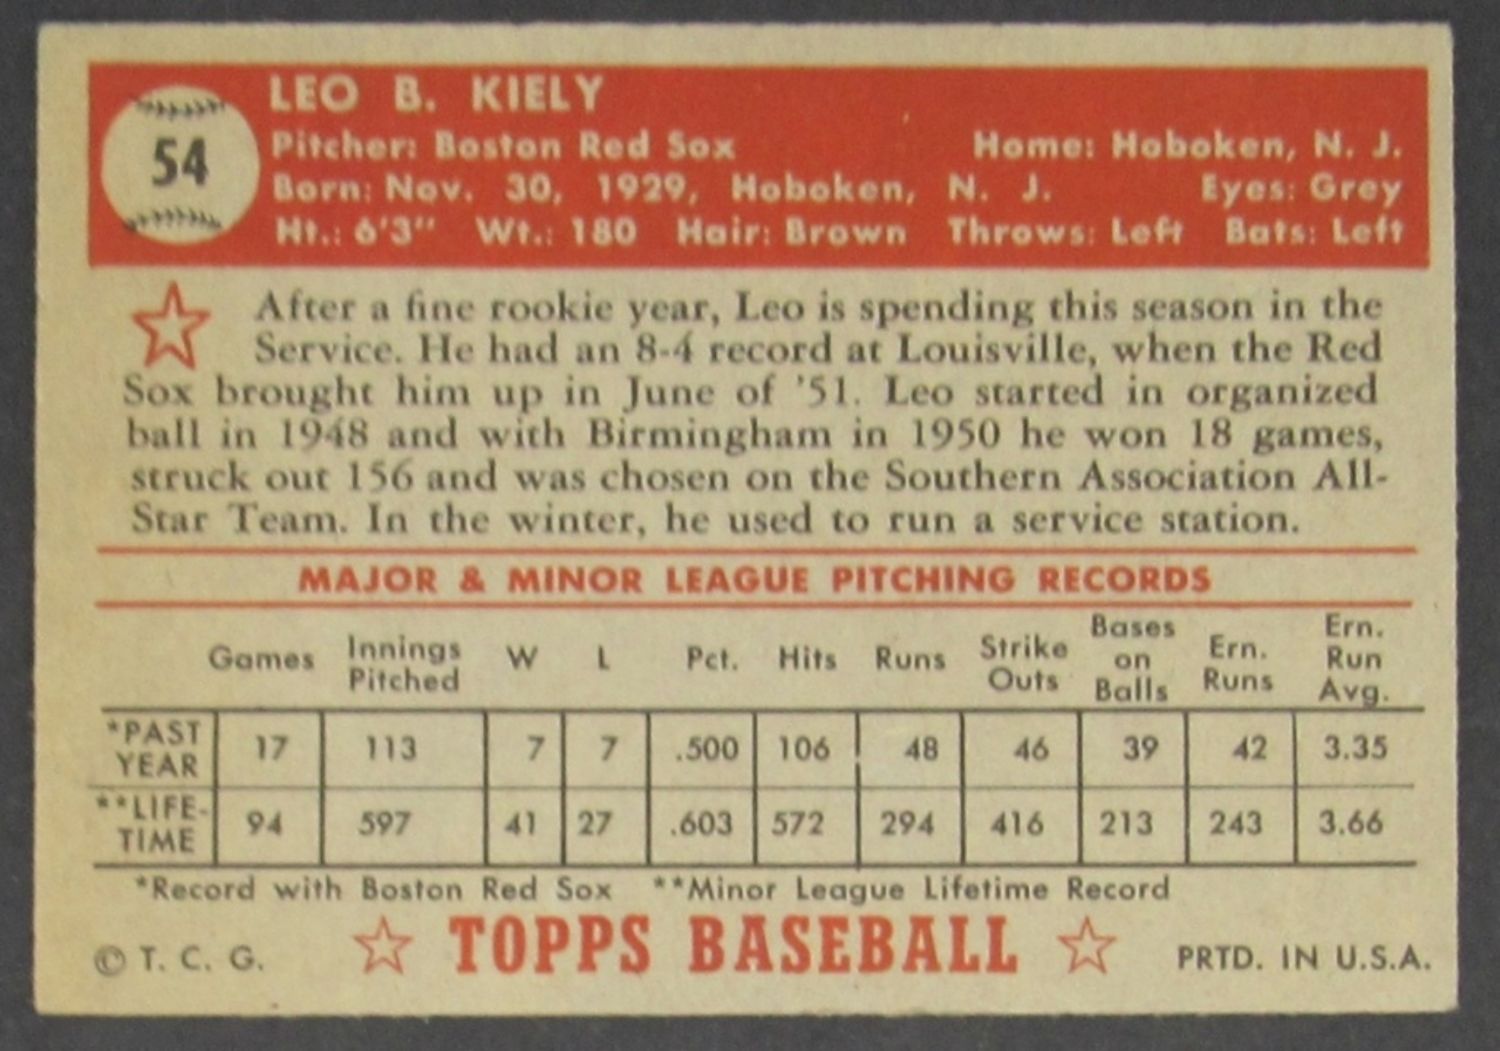 54
LEO B. KIELY
Pitcher: Boston Red Sox Home: Hoboken, N. J.
Born: Nov. 30, 1929, Hoboken, N. J. Eyes: Grey
Ht.: 6'3" Wt.: 180 Hair: Brown Throws: Left Bats: Left
After a fine rookie year, Leo is spending this season in the
Service. He had an 8-4 record at Louisville, when the Red
Sox brought him up in June of '51. Leo started in organized
ball in 1948 and with Birmingham in 1950 he won 18 games,
struck out 156 and was chosen on the Southern Association All-
Star Team. In the winter, he used to run a service station.
MAJOR & MINOR LEAGUE PITCHING RECORDS
Games Innings Pitched W L Pct. Hits Runs Strike Outs Bases on Balls Ern. Runs Ern. Run Avg.
*PAST YEAR 17 113 7 7 .500 106 48 46 39 42 3.35
**LIFE-TIME 94 597 41 27 .603 572 294 416 213 243 3.66
*Record with Boston Red Sox **Minor League Lifetime Record
© T. C. G. TOPPS BASEBALL PRTD. IN U.S.A.